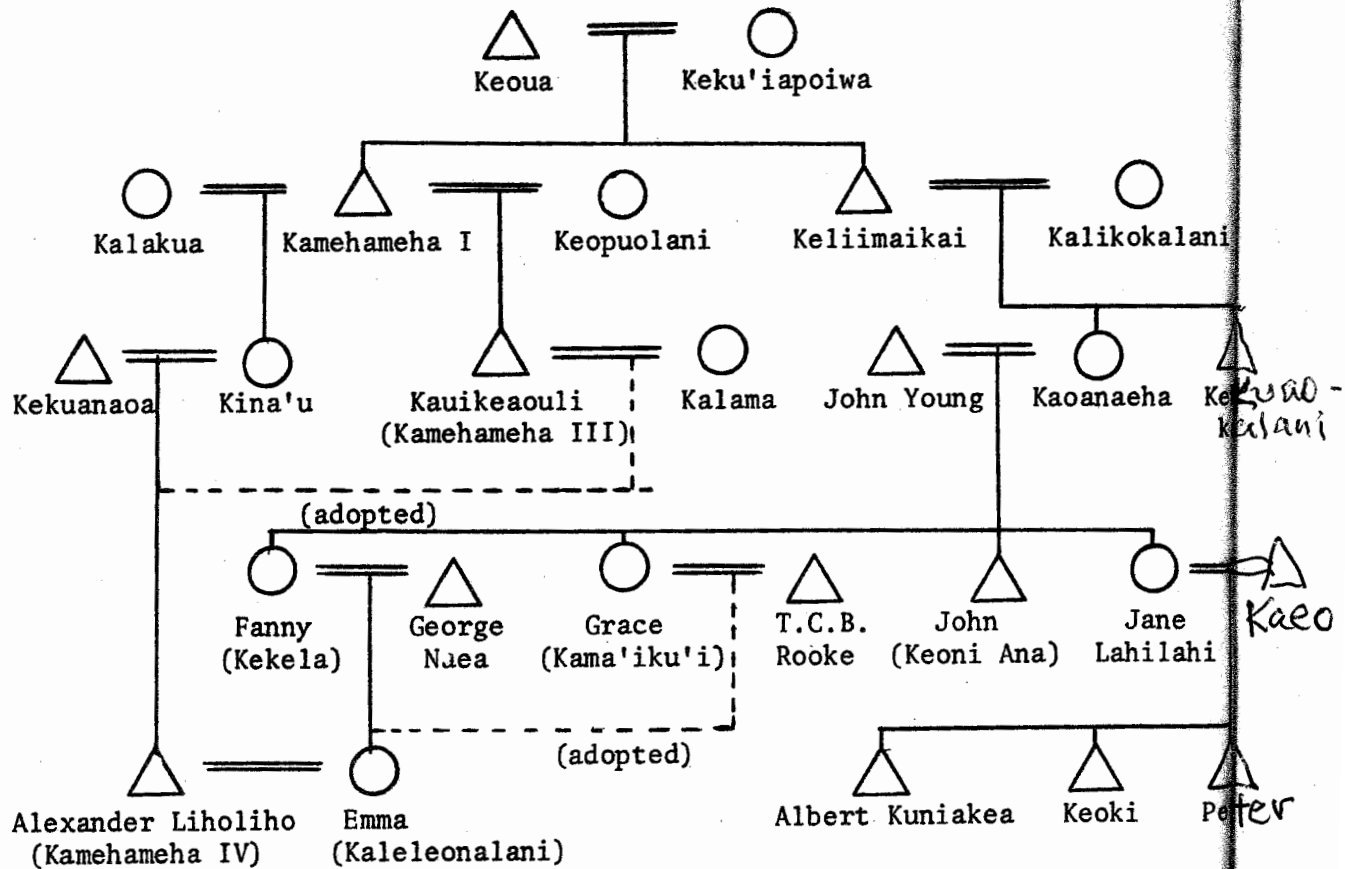 Keoua
Keku'iapoiwa
Kalakua
Kamehameha I
Keopuolani
Keliimaikai
Kalikokalani
Kekuanaoa
Kina'u
Kauikeaouli
(Kamehameha III)
Kalama
John Young
Kaoanaeha
Kekuao-
kalani
(adopted)
Fanny
(Kekela)
George
Naea
Grace
(Kama'iku'i)
T.C.B.
Rooke
John
(Keoni Ana)
Jane
Lahilahi
Kaeo
(adopted)
Alexander Liholiho
(Kamehameha IV)
Emma
(Kaleleonalani)
Albert Kuniakea
Keoki
Peter